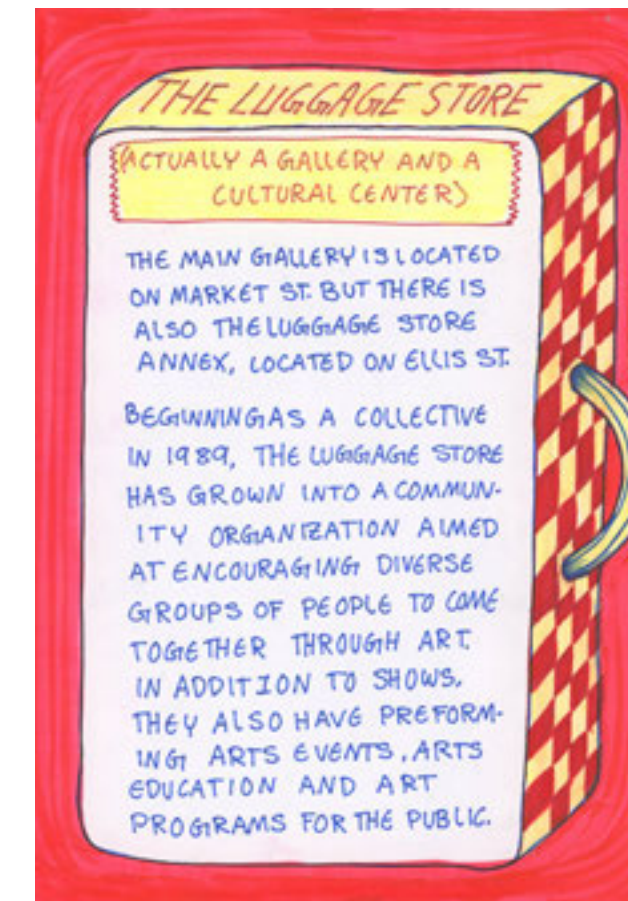 THE LUGGAGE STORE
(ACTUALLY A GALLERY AND A
CULTURAL CENTER)
THE MAIN GALLERY IS LOCATED
ON MARKET ST. BUT THERE IS
ALSO THE LUGGAGE STORE
ANNEX, LOCATED ON ELLIS ST.
BEGINNING AS A COLLECTIVE
IN 1989, THE LUGGAGE STORE
HAS GROWN INTO A COMMUN-
ITY ORGANIZATION AIMED
AT ENCOURAGING DIVERSE
GROUPS OF PEOPLE TO COME
TOGETHER THROUGH ART.
IN ADDITION TO SHOWS,
THEY ALSO HAVE PREFORM-
ING ARTS EVENTS, ARTS
EDUCATION AND ART
PROGRAMS FOR THE PUBLIC.